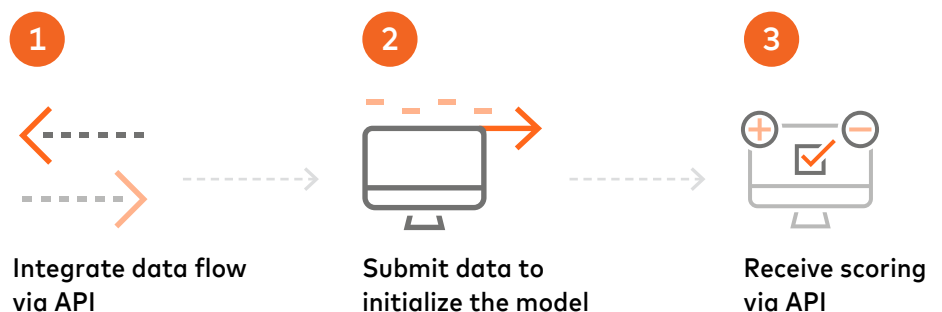 1
2
3
Integrate data flow
via API
Submit data to
initialize the model
Receive scoring
via API